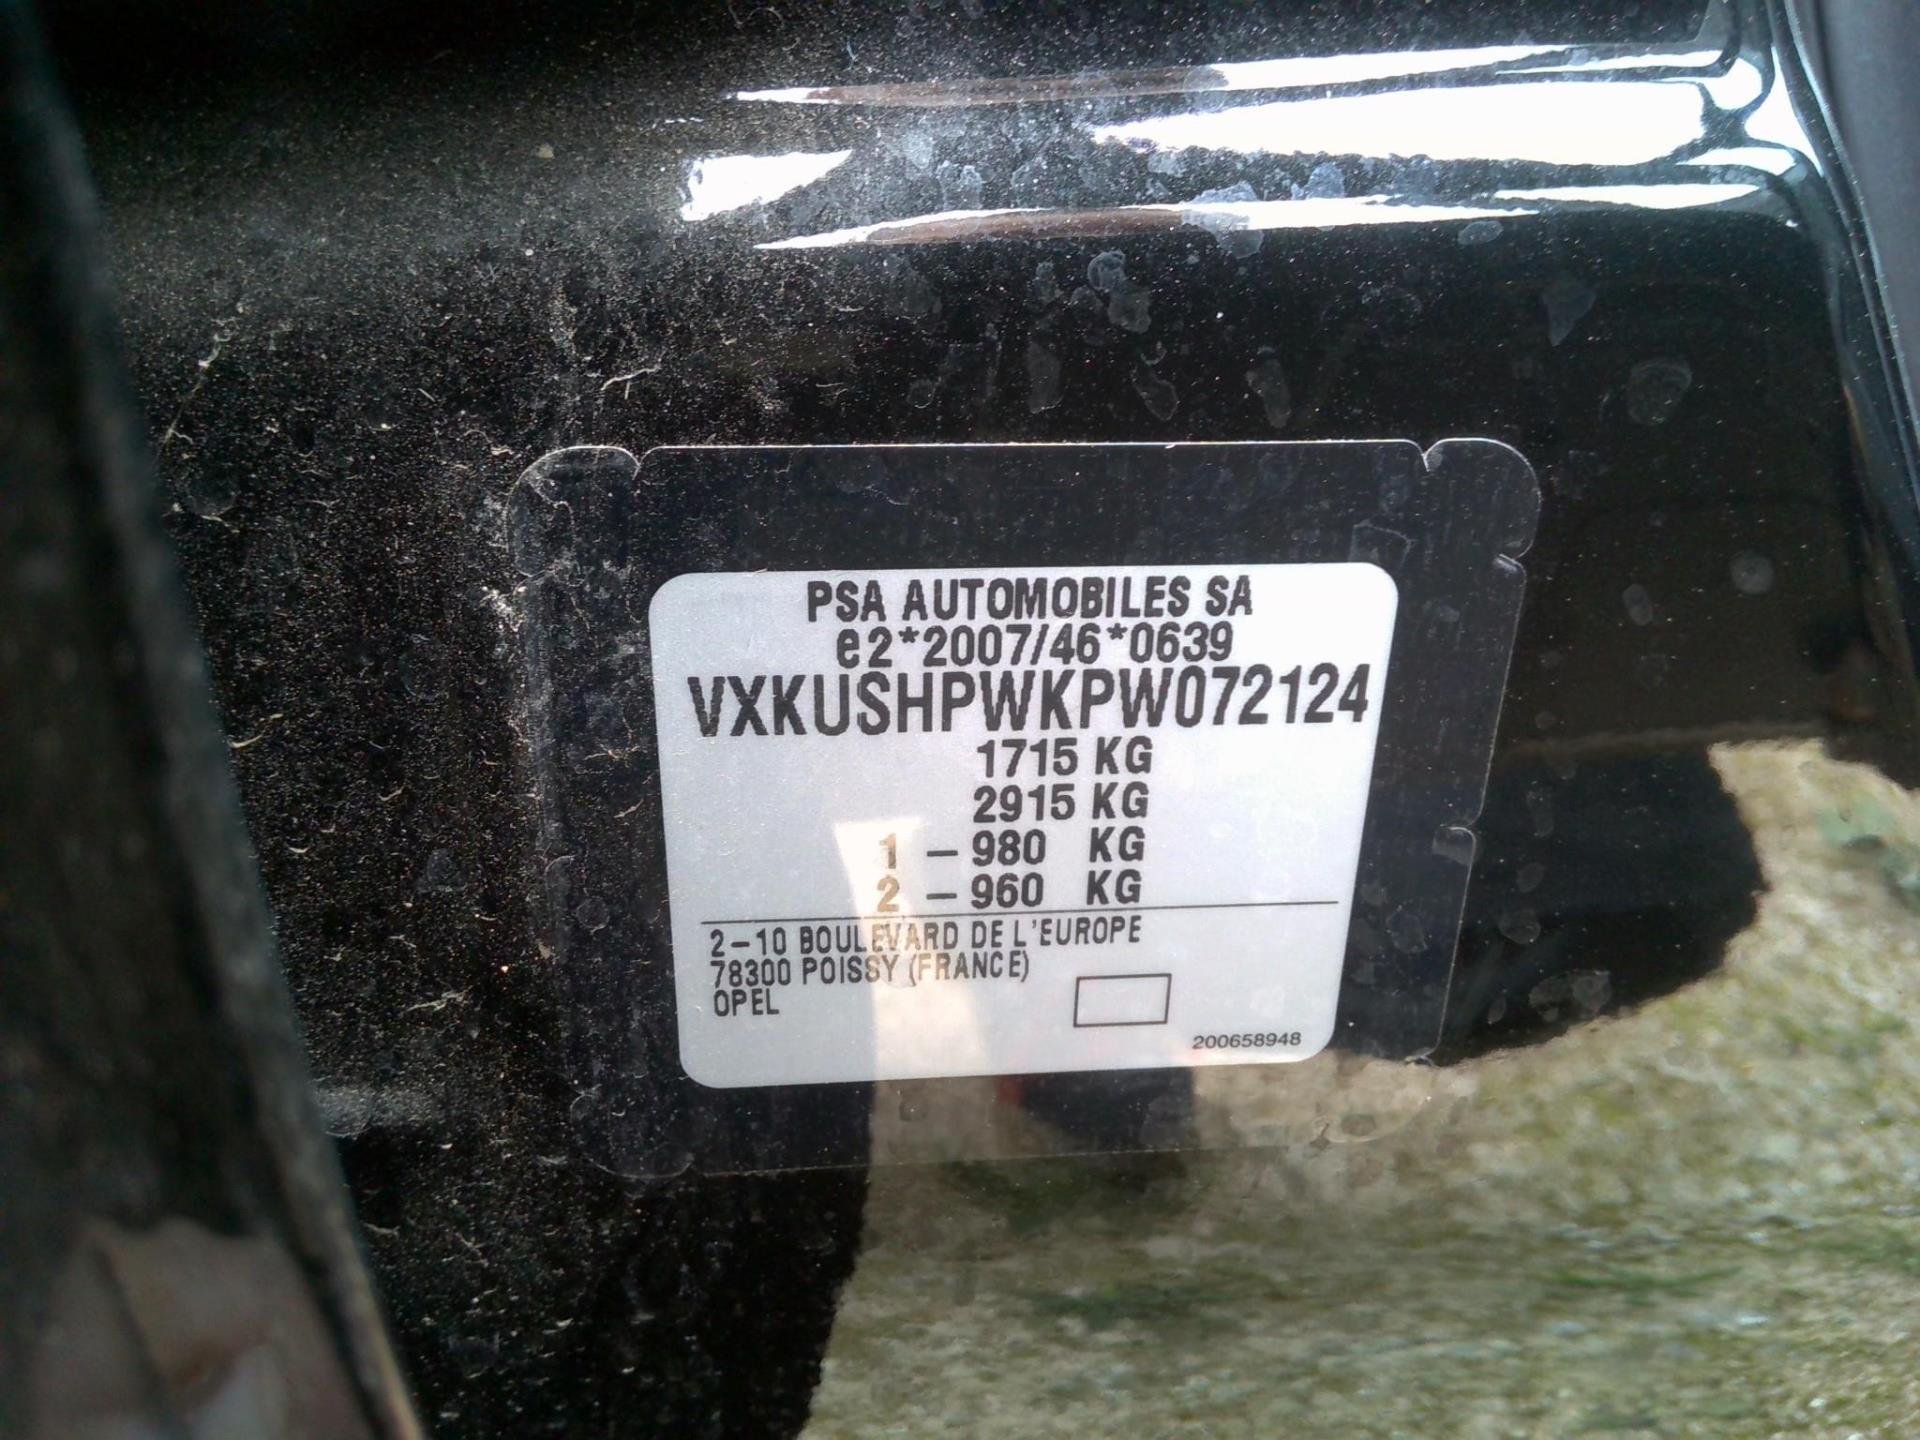 PSA AUTOMOBILES SA
e2*2007/46*0639
VXKUSHPWKPW072124
1715 KG
2915 KG
1 – 980 KG
2 – 960 KG
2–10 BOULEVARD DE L'EUROPE
78300 POISSY (FRANCE)
OPEL
200658948